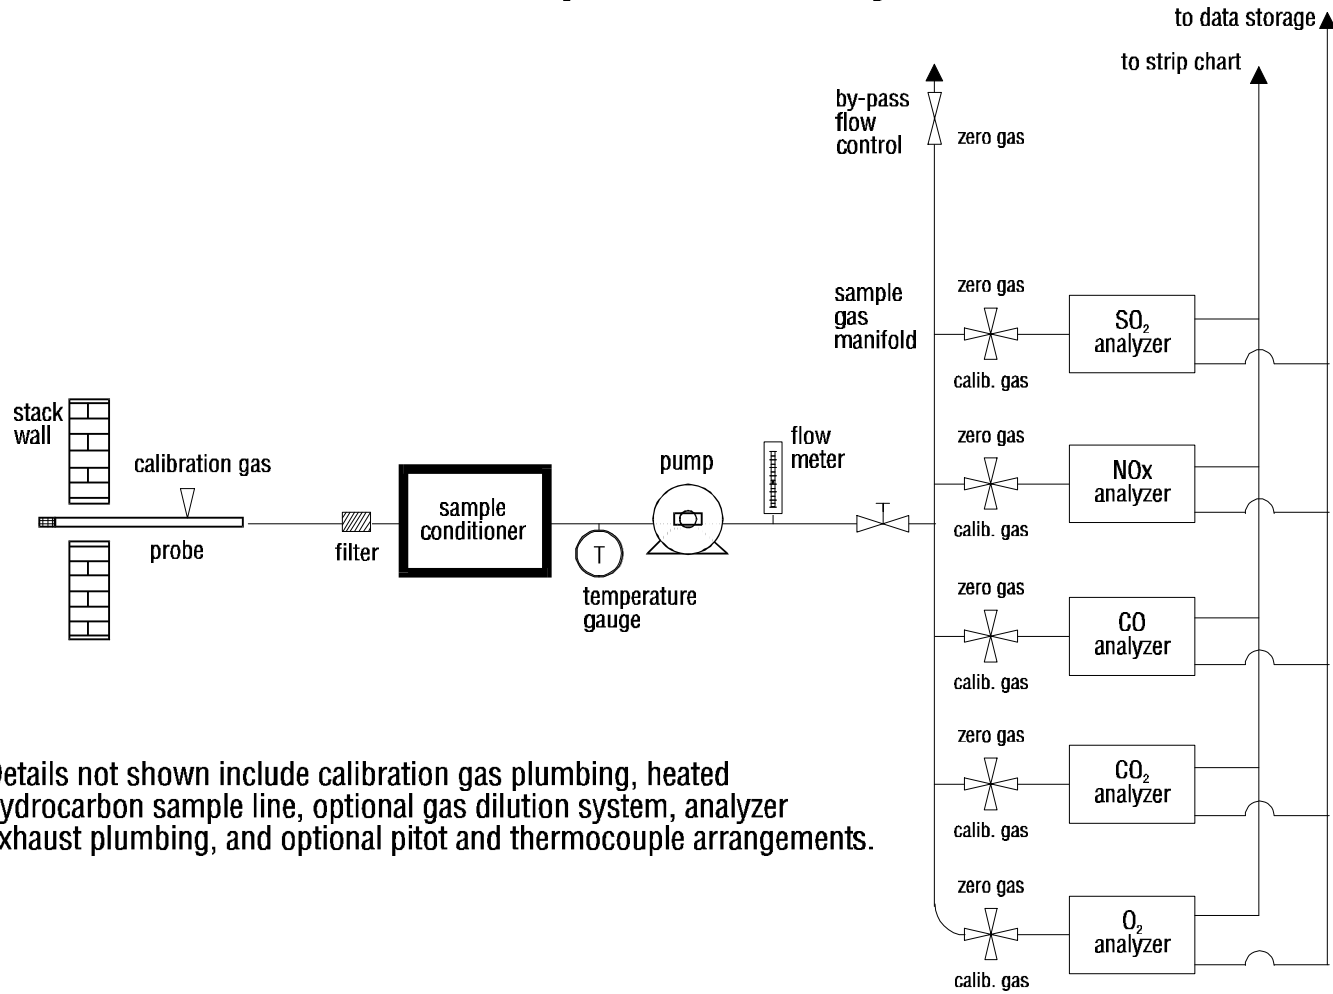 to data storage
to strip chart
by-pass
flow
control
zero gas
sample
gas
manifold
zero gas
calib. gas
SO₂
analyzer
stack
wall
calibration gas
probe
filter
sample
conditioner
T
temperature
gauge
pump
flow
meter
zero gas
calib. gas
NOx
analyzer
zero gas
calib. gas
CO
analyzer
zero gas
calib. gas
CO₂
analyzer
zero gas
calib. gas
O₂
analyzer
etails not shown include calibration gas plumbing, heated
ydrocarbon sample line, optional gas dilution system, analyzer
xhaust plumbing, and optional pitot and thermocouple arrangements.